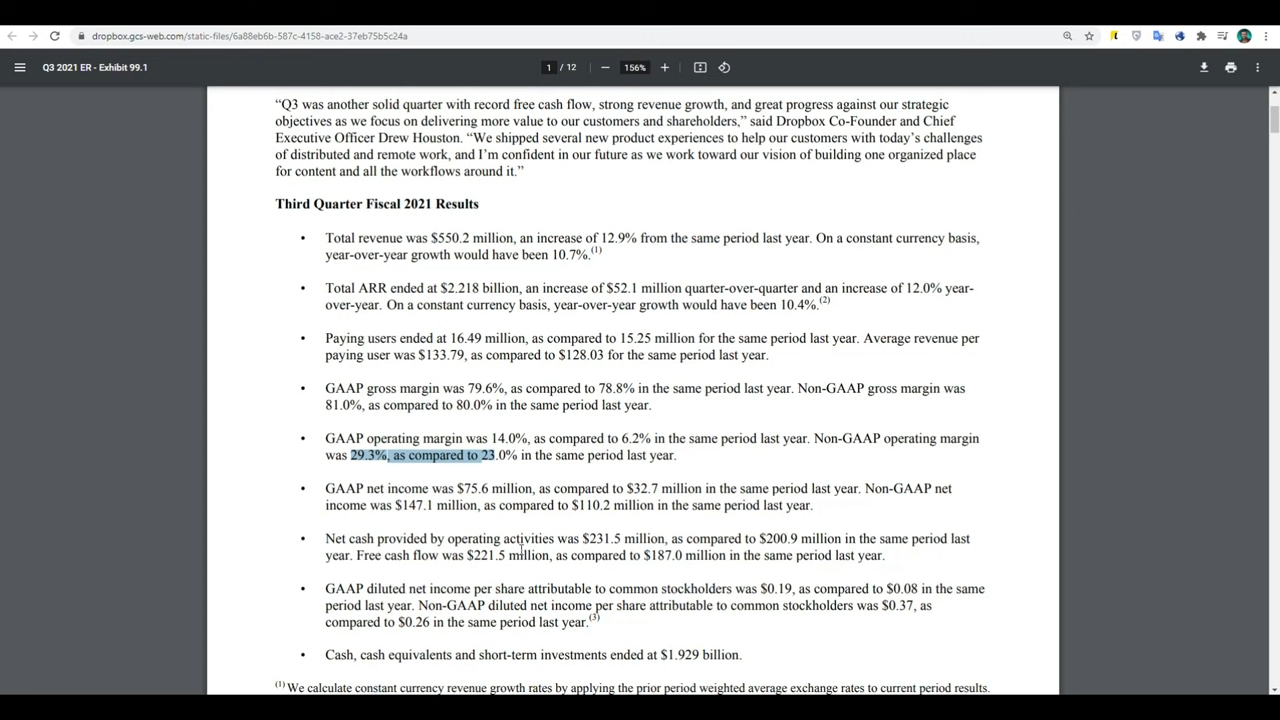 dropbox.gcs-web.com/static-files/6a88eb6b-587c-4158-ace2-37eb75b5c24a
Q3 2021 ER - Exhibit 99.1
1 / 12
156%
“Q3 was another solid quarter with record free cash flow, strong revenue growth, and great progress against our strategic
objectives as we focus on delivering more value to our customers and shareholders,” said Dropbox Co-Founder and Chief
Executive Officer Drew Houston. “We shipped several new product experiences to help our customers with today’s challenges
of distributed and remote work, and I’m confident in our future as we work toward our vision of building one organized place
for content and all the workflows around it.”
Third Quarter Fiscal 2021 Results
• Total revenue was $550.2 million, an increase of 12.9% from the same period last year. On a constant currency basis,
year-over-year growth would have been 10.7%.(1)
• Total ARR ended at $2.218 billion, an increase of $52.1 million quarter-over-quarter and an increase of 12.0% year-
over-year. On a constant currency basis, year-over-year growth would have been 10.4%.(2)
• Paying users ended at 16.49 million, as compared to 15.25 million for the same period last year. Average revenue per
paying user was $133.79, as compared to $128.03 for the same period last year.
• GAAP gross margin was 79.6%, as compared to 78.8% in the same period last year. Non-GAAP gross margin was
81.0%, as compared to 80.0% in the same period last year.
• GAAP operating margin was 14.0%, as compared to 6.2% in the same period last year. Non-GAAP operating margin
was 29.3%, as compared to 23.0% in the same period last year.
• GAAP net income was $75.6 million, as compared to $32.7 million in the same period last year. Non-GAAP net
income was $147.1 million, as compared to $110.2 million in the same period last year.
• Net cash provided by operating activities was $231.5 million, as compared to $200.9 million in the same period last
year. Free cash flow was $221.5 million, as compared to $187.0 million in the same period last year.
• GAAP diluted net income per share attributable to common stockholders was $0.19, as compared to $0.08 in the same
period last year. Non-GAAP diluted net income per share attributable to common stockholders was $0.37, as
compared to $0.26 in the same period last year.(3)
• Cash, cash equivalents and short-term investments ended at $1.929 billion.
(1) We calculate constant currency revenue growth rates by applying the prior period weighted average exchange rates to current period results.